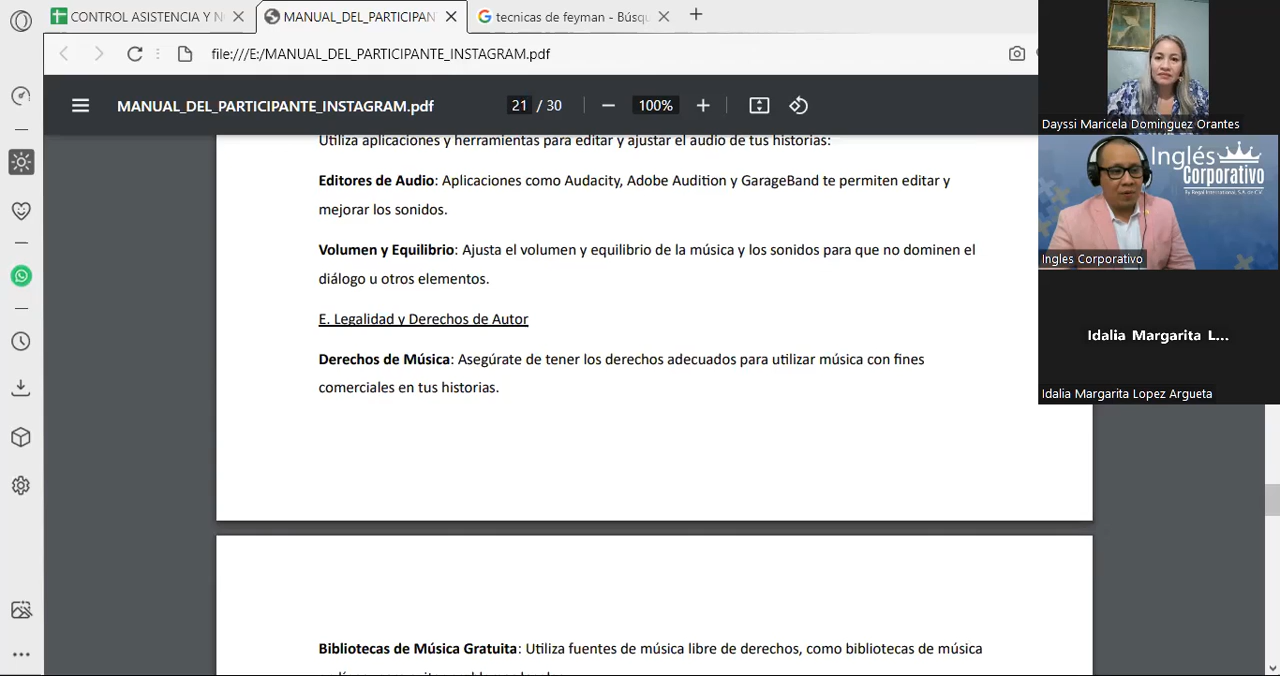 CONTROL ASISTENCIA Y N
MANUAL_DEL_PARTICIPAN
tecnicas de feyman - Búsqu
file:///E:/MANUAL_DEL_PARTICIPANTE_INSTAGRAM.pdf
MANUAL_DEL_PARTICIPANTE_INSTAGRAM.pdf
21 / 30
100%
Utiliza aplicaciones y herramientas para editar y ajustar el audio de tus historias:
Editores de Audio: Aplicaciones como Audacity, Adobe Audition y GarageBand te permiten editar y
mejorar los sonidos.
Volumen y Equilibrio: Ajusta el volumen y equilibrio de la música y los sonidos para que no dominen el
diálogo u otros elementos.
E. Legalidad y Derechos de Autor
Derechos de Música: Asegúrate de tener los derechos adecuados para utilizar música con fines
comerciales en tus historias.
Bibliotecas de Música Gratuita: Utiliza fuentes de música libre de derechos, como bibliotecas de música
Dayssi Maricela Dominguez Orantes
Inglés
Corporativo
By Regal International, S.A. de C.V.
Ingles Corporativo
Idalia Margarita L...
Idalia Margarita Lopez Argueta